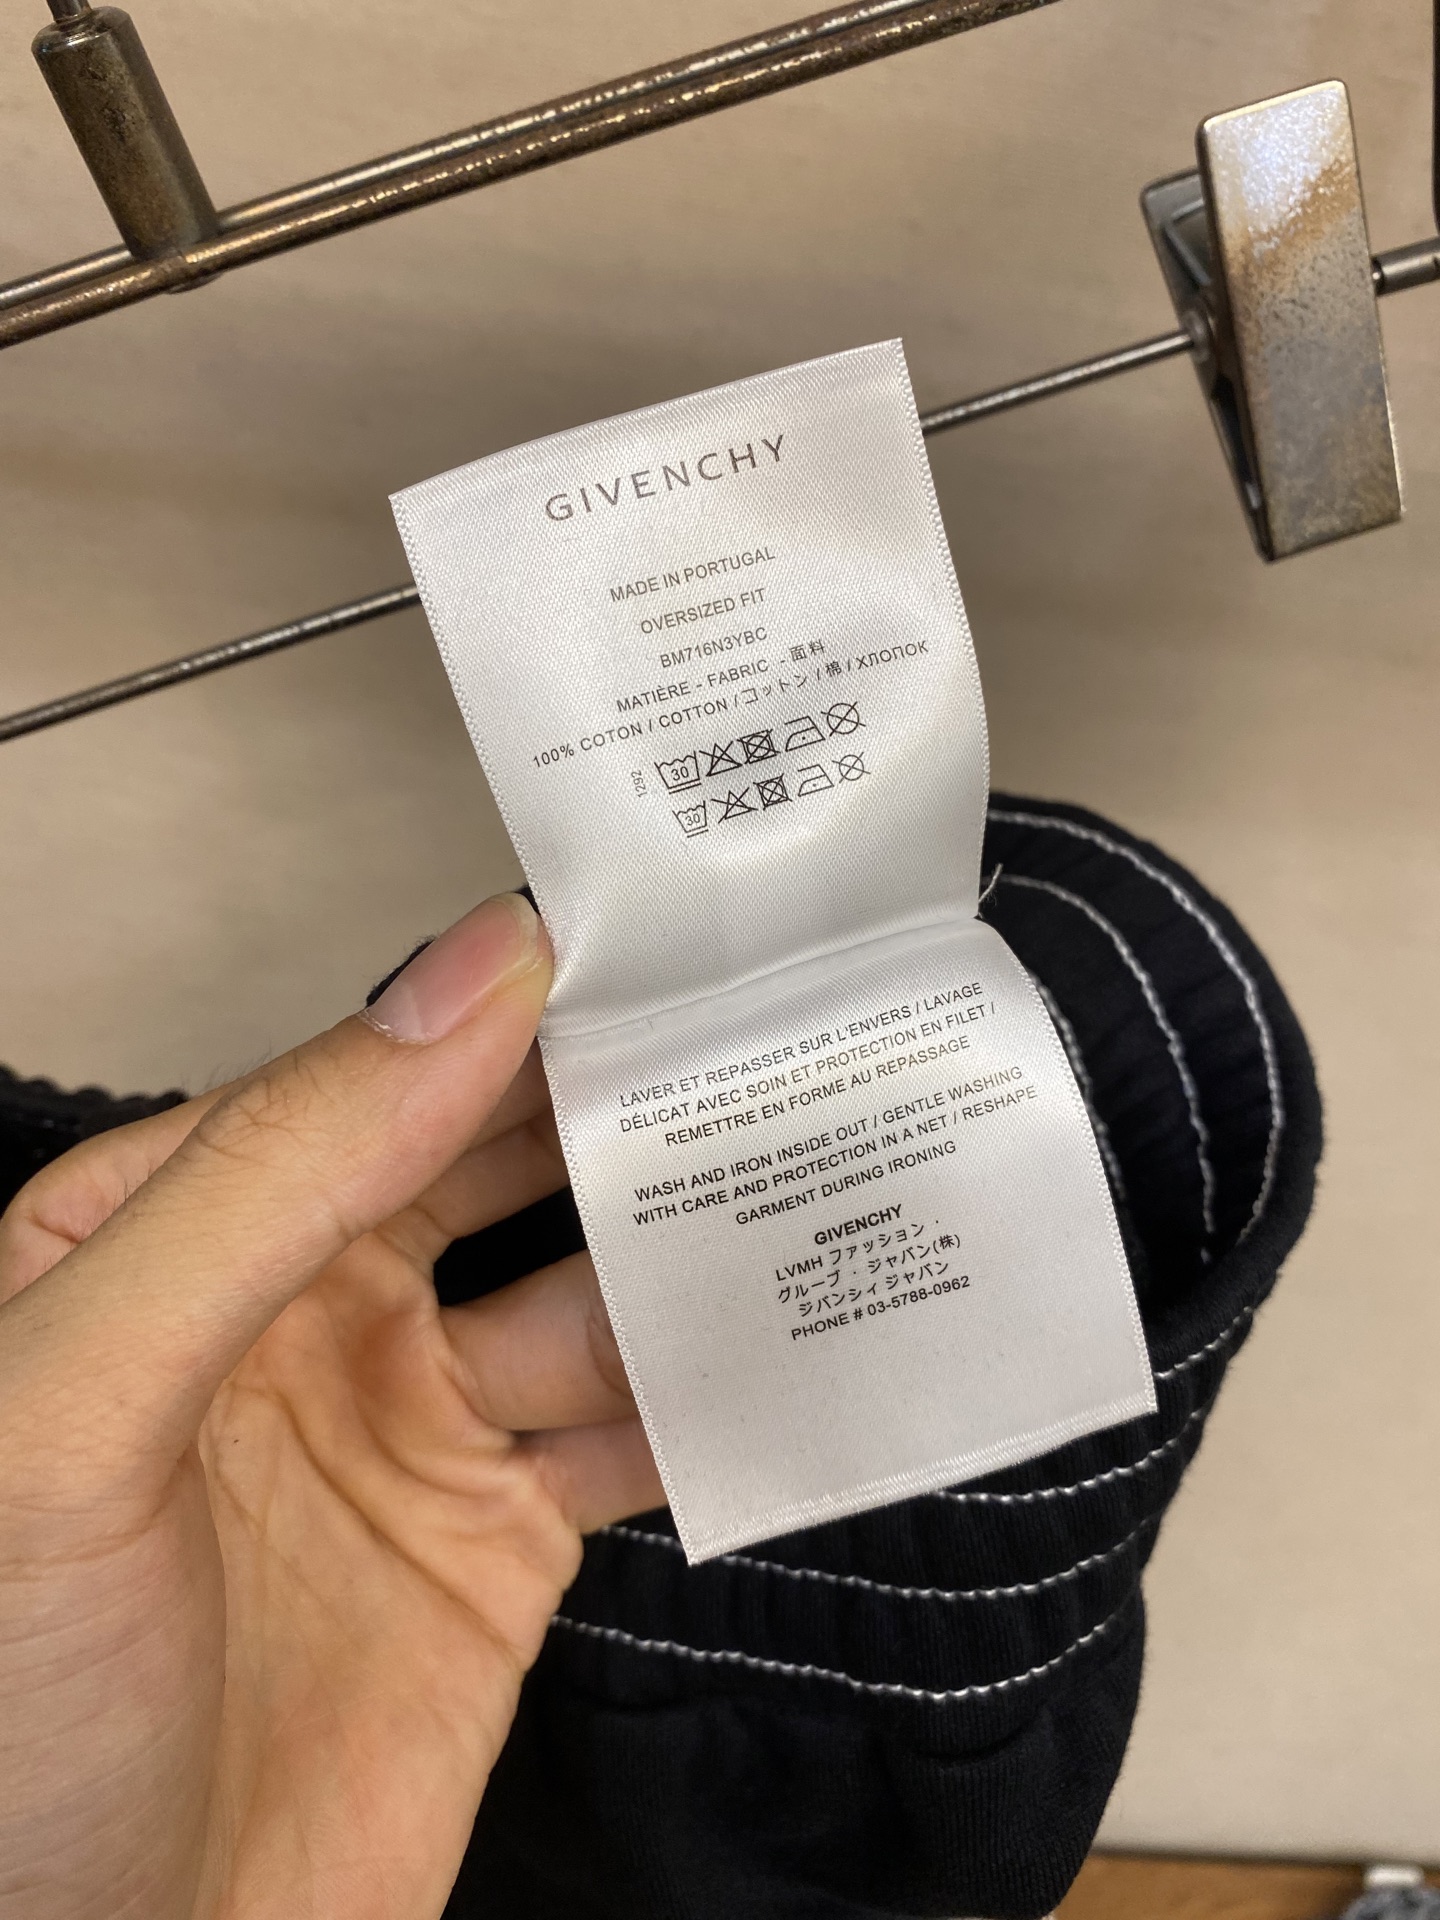 GIVENCHY
MADE IN PORTUGAL
OVERSIZED FIT
BM716N3YBC
MATIÈRE - FABRIC - 面料
100% COTON / COTTON / コットン / 棉 / ХЛОПОК
30
1292
30
LAVER ET REPASSER SUR L'ENVERS / LAVAGE
DÉLICAT AVEC SOIN ET PROTECTION EN FILET /
REMETTRE EN FORME AU REPASSAGE
WASH AND IRON INSIDE OUT / GENTLE WASHING
WITH CARE AND PROTECTION IN A NET / RESHAPE
GARMENT DURING IRONING
GIVENCHY
LVMH ファッション ·
グループ · ジャパン(株)
ジバンシィ ジャパン
PHONE # 03-5788-0962